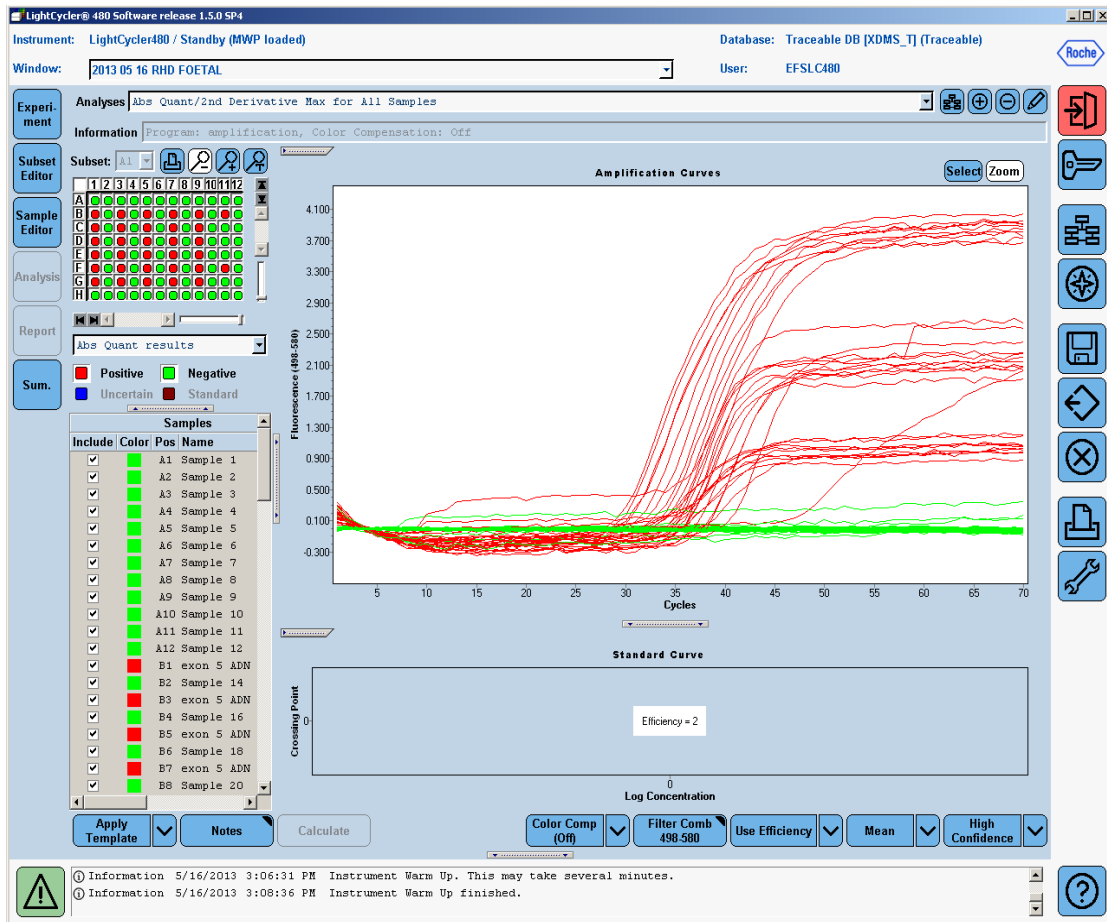 LightCycler® 480 Software release 1.5.0 SP4
Instrument: LightCycler480 / Standby (MWP loaded)
Database: Traceable DB [XDMS_T] (Traceable)
Window: 2013 05 16 RHD FOETAL
User: EFSLC480
Roche
Experi-
ment
Subset
Editor
Sample
Editor
Analysis
Report
Sum.
Analyses Abs Quant/2nd Derivative Max for All Samples
Information Program: amplification, Color Compensation: Off
Subset: A1
1 2 3 4 5 6 7 8 9 10 11 12
A
B
C
D
E
F
G
H
Abs Quant results
Positive Negative
Uncertain Standard
Samples
Include Color Pos Name
A1 Sample 1
A2 Sample 2
A3 Sample 3
A4 Sample 4
A5 Sample 5
A6 Sample 6
A7 Sample 7
A8 Sample 8
A9 Sample 9
A10 Sample 10
A11 Sample 11
A12 Sample 12
B1 exon 5 ADN
B2 Sample 14
B3 exon 5 ADN
B4 Sample 16
B5 exon 5 ADN
B6 Sample 18
B7 exon 5 ADN
B8 Sample 20
Amplification Curves
Select Zoom
Fluorescence (498-580)
4.100
3.700
3.300
2.900
2.500
2.100
1.700
1.300
0.900
0.500
0.100
-0.300
5 10 15 20 25 30 35 40 45 50 55 60 65 70
Cycles
Standard Curve
Crossing Point
0
Efficiency = 2
0
Log Concentration
Apply
Template
Notes
Calculate
Color Comp
(Off)
Filter Comb
498-580
Use Efficiency
Mean
High
Confidence
Information 5/16/2013 3:06:31 PM Instrument Warm Up. This may take several minutes.
Information 5/16/2013 3:08:36 PM Instrument Warm Up finished.